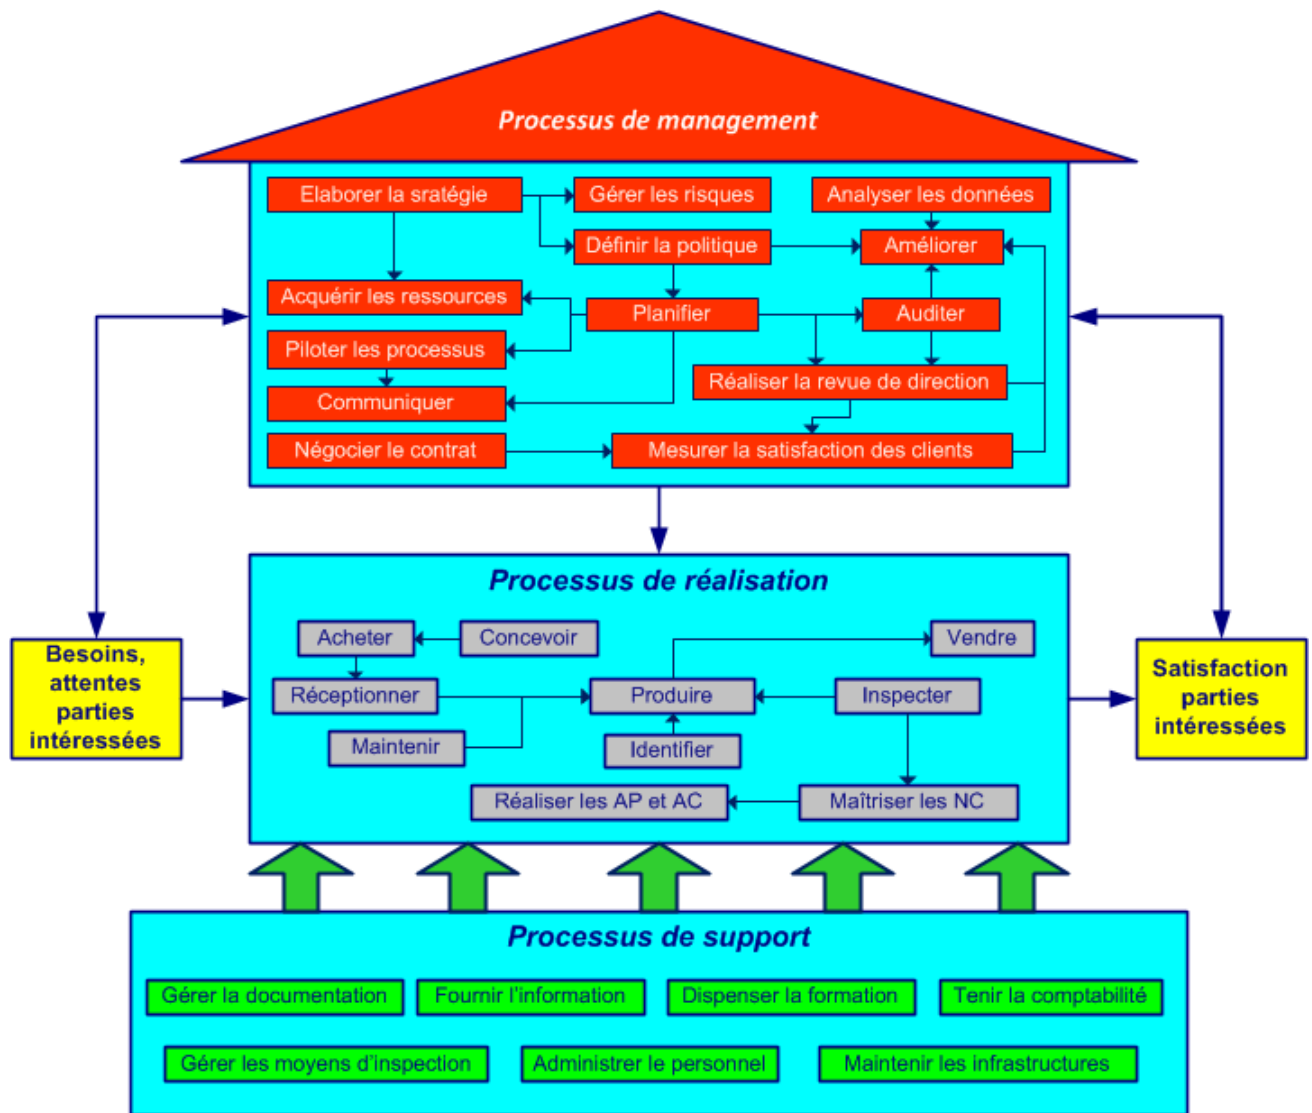 Processus de management
Elaborer la sratégie
Gérer les risques
Analyser les données
Définir la politique
Améliorer
Acquérir les ressources
Planifier
Auditer
Piloter les processus
Réaliser la revue de direction
Communiquer
Négocier le contrat
Mesurer la satisfaction des clients
Processus de réalisation
Acheter
Concevoir
Vendre
Besoins,
attentes
parties
intéressées
Réceptionner
Produire
Inspecter
Satisfaction
parties
intéressées
Maintenir
Identifier
Réaliser les AP et AC
Maîtriser les NC
Processus de support
Gérer la documentation
Fournir l'information
Dispenser la formation
Tenir la comptabilité
Gérer les moyens d'inspection
Administrer le personnel
Maintenir les infrastructures